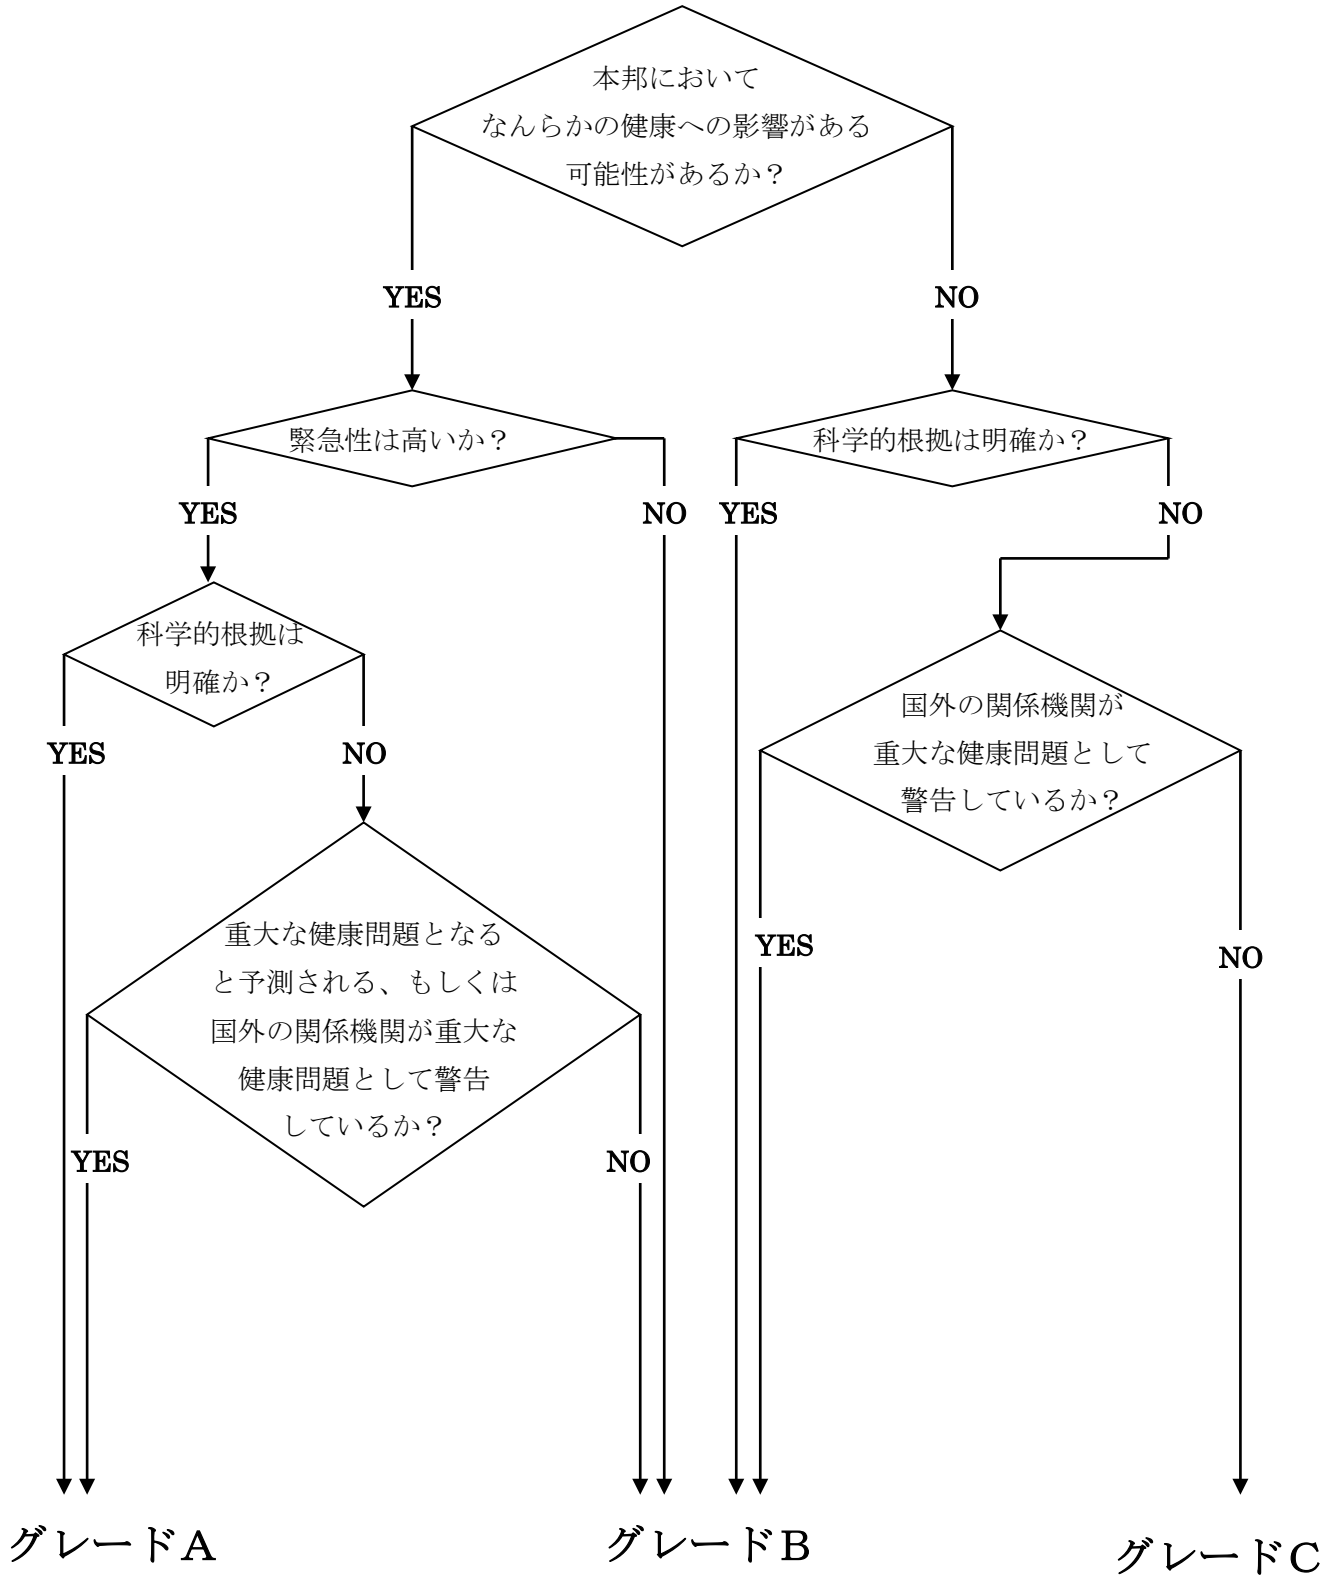 本邦において
なんらかの健康への影響がある
可能性があるか？
YES
NO
緊急性は高いか？
科学的根拠は明確か？
YES
NO
YES
NO
科学的根拠は
明確か？
国外の関係機関が
重大な健康問題として
警告しているか？
YES
NO
重大な健康問題となる
と予測される、もしくは
国外の関係機関が重大な
健康問題として警告
しているか？
YES
NO
YES
NO
グレードA
グレードB
グレードC